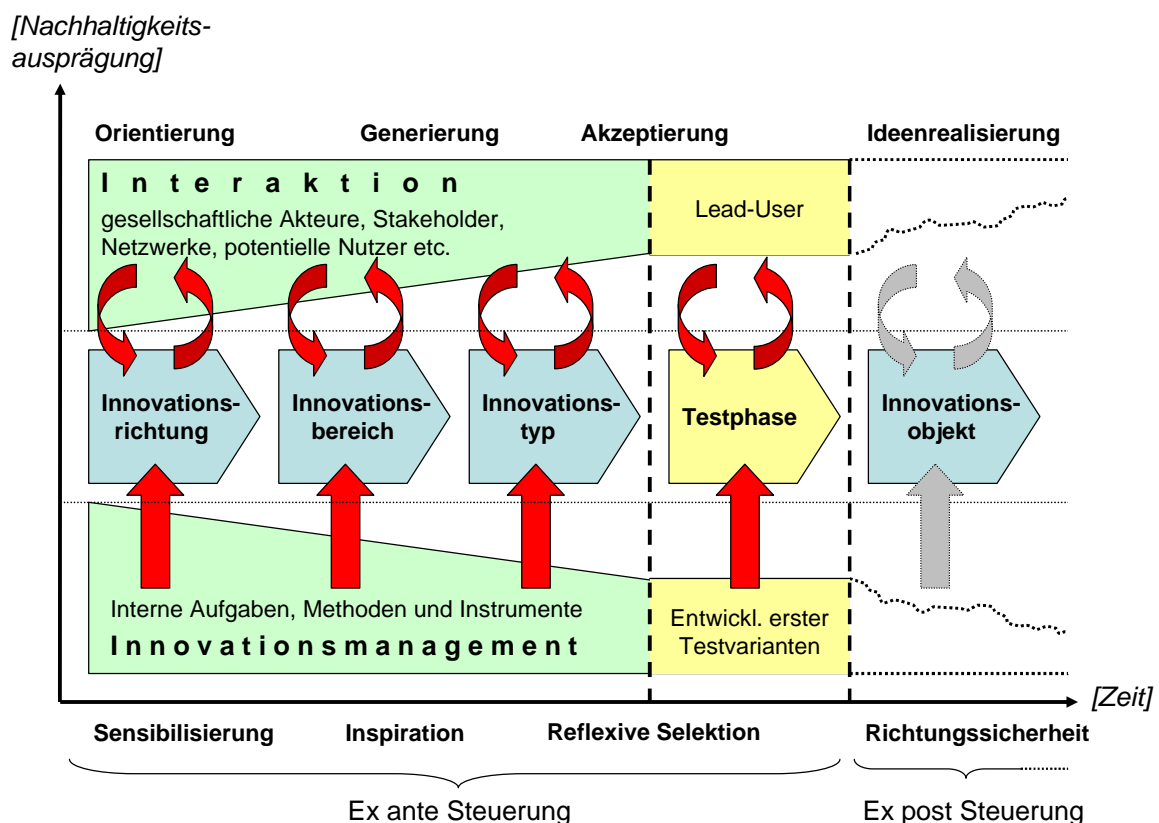 [Nachhaltigkeits-
ausprägung]
Orientierung
Generierung
Akzeptierung
Ideenrealisierung
Interaktion
gesellschaftliche Akteure, Stakeholder,
Netzwerke, potentielle Nutzer etc.
Lead-User
Innovations-
richtung
Innovations-
bereich
Innovations-
typ
Testphase
Innovations-
objekt
Interne Aufgaben, Methoden und Instrumente
Innovationsmanagement
Entwickl. erster
Testvarianten
[Zeit]
Sensibilisierung
Inspiration
Reflexive Selektion
Richtungssicherheit
Ex ante Steuerung
Ex post Steuerung